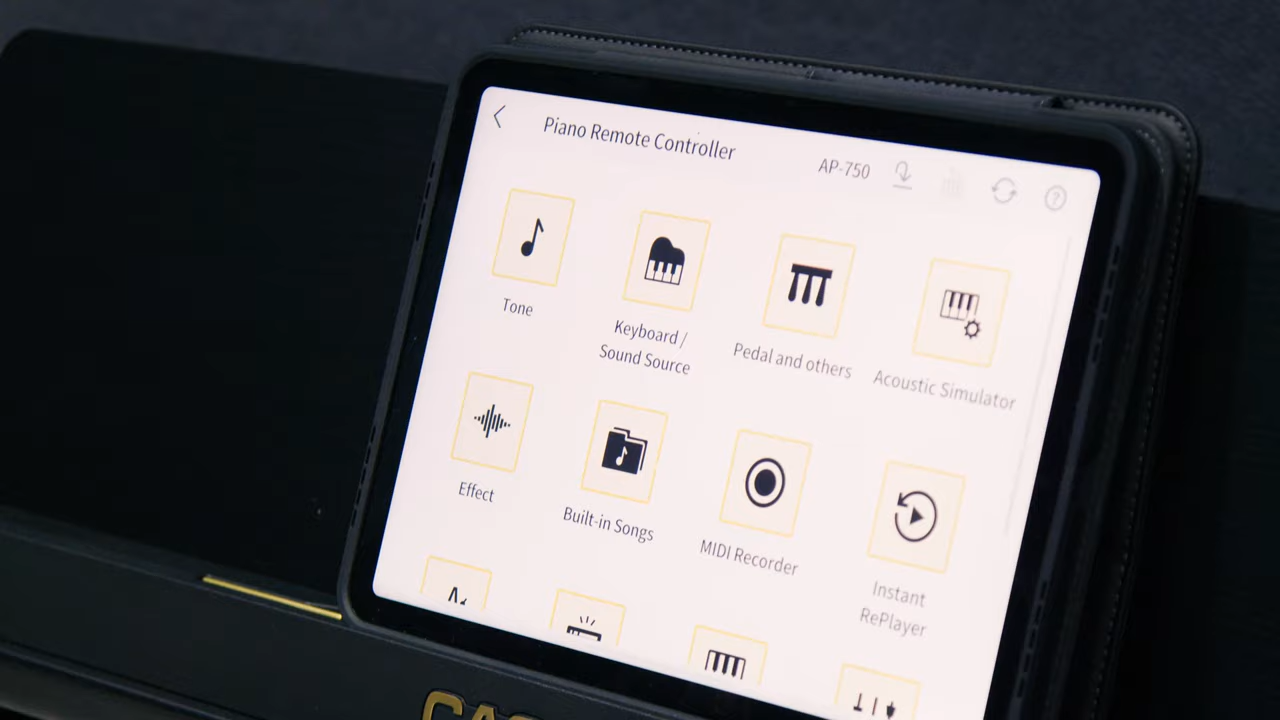 Piano Remote Controller
AP-750
Tone
Keyboard /
Sound Source
Pedal and others
Acoustic Simulator
Effect
Built-in Songs
MIDI Recorder
Instant
RePlayer